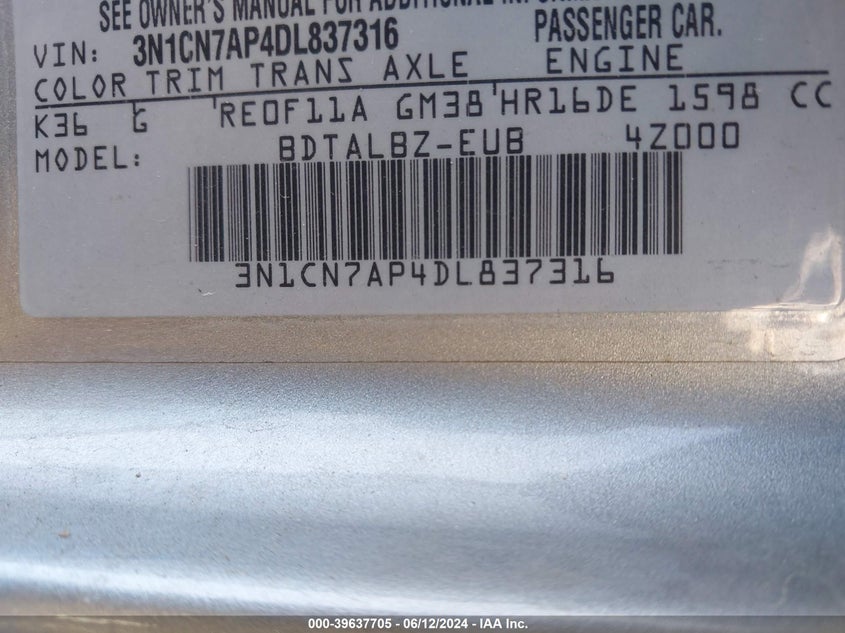 SEE OWNER'S MANUAL FOR ADDITIONAL
VIN: 3N1CN7AP4DL837316 PASSENGER CAR.
COLOR TRIM TRANS AXLE ENGINE
K36 G RE0F11A GM38 HR16DE 1598 CC
MODEL: BDTALBZ-EUB 4Z000
3N1CN7AP4DL837316
000-39637705 - 06/12/2024 - IAA Inc.